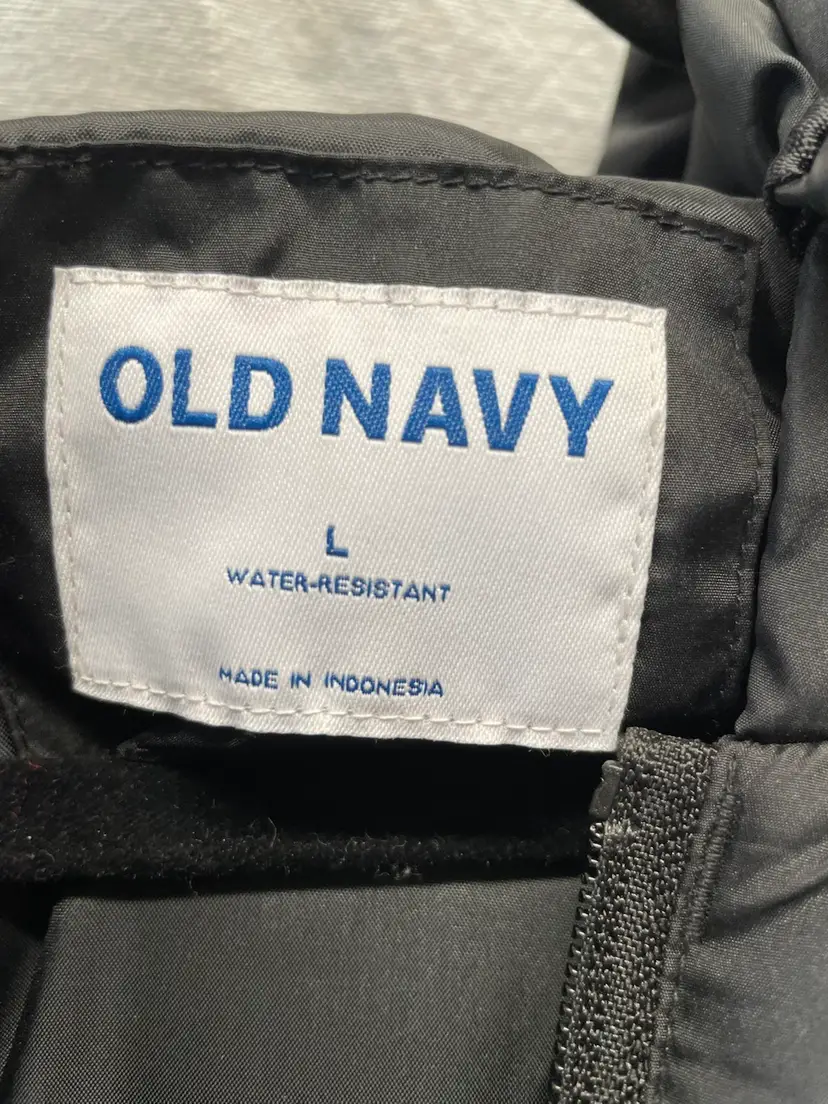 OLD NAVY
L
WATER-RESISTANT
MADE IN INDONESIA